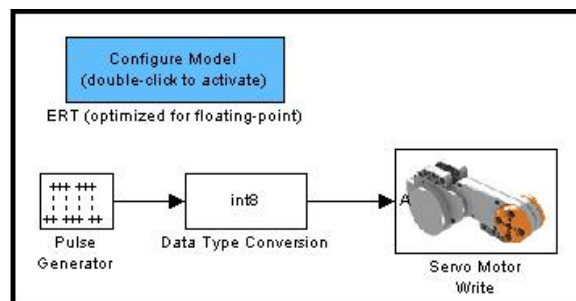 Configure Model
(double-click to activate)
ERT (optimized for floating-point)
int8
A
Pulse
Generator
Data Type Conversion
Servo Motor
Write